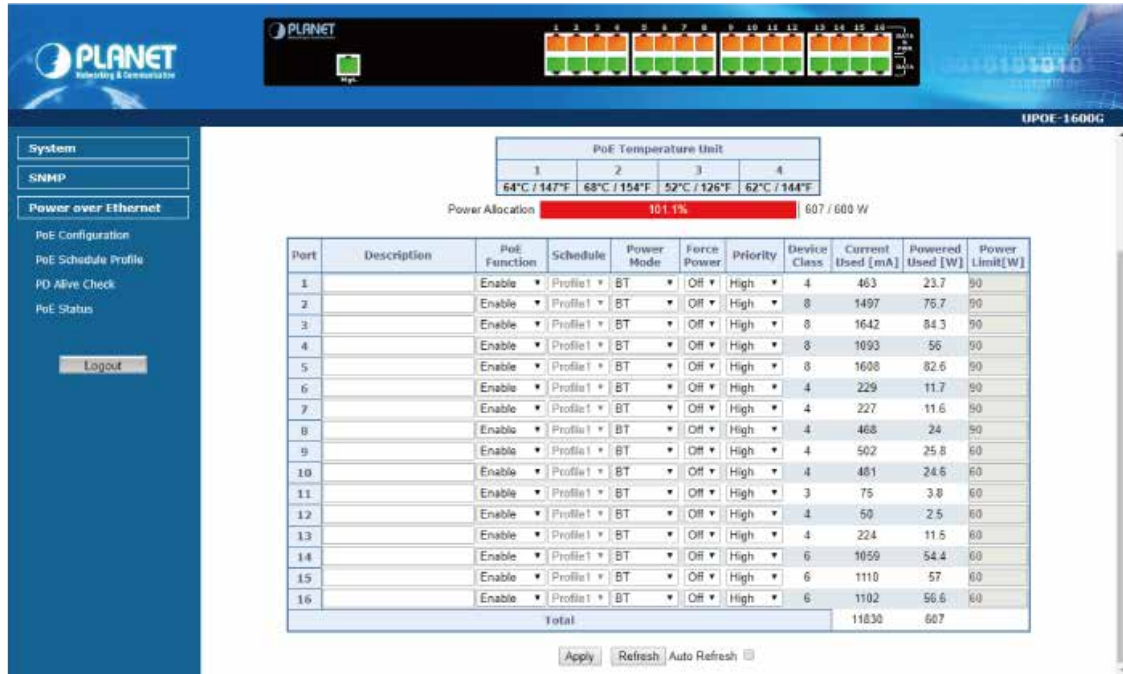 PLANET
Networking & Communication
PLANET
1 2 3 4 5 6 7 8 9 10 11 12 13 14 15 16
DATA & PWR
DATA
UPOE-1600G
System
SNMP
Power over Ethernet
PoE Configuration
PoE Schedule Profile
PD Alive Check
PoE Status
Logout
PoE Temperature Unit
1 2 3 4
64°C / 147°F 68°C / 154°F 52°C / 126°F 62°C / 144°F
Power Allocation 101.1% 607 / 600 W
Port Description PoE Function Schedule Power Mode Force Power Priority Device Class Current Used [mA] Powered Used [W] Power Limit[W]
1 Enable Profile1 BT Off High 4 463 23.7 90
2 Enable Profile1 BT Off High 8 1497 76.7 90
3 Enable Profile1 BT Off High 8 1642 84.3 90
4 Enable Profile1 BT Off High 8 1093 56 90
5 Enable Profile1 BT Off High 8 1608 82.6 90
6 Enable Profile1 BT Off High 4 229 11.7 90
7 Enable Profile1 BT Off High 4 227 11.6 90
8 Enable Profile1 BT Off High 4 468 24 90
9 Enable Profile1 BT Off High 4 502 25.8 60
10 Enable Profile1 BT Off High 4 481 24.6 60
11 Enable Profile1 BT Off High 3 75 3.8 60
12 Enable Profile1 BT Off High 4 50 2.5 60
13 Enable Profile1 BT Off High 4 224 11.5 60
14 Enable Profile1 BT Off High 6 1059 54.4 60
15 Enable Profile1 BT Off High 6 1110 57 60
16 Enable Profile1 BT Off High 6 1102 56.6 60
Total 11830 607
Apply Refresh Auto Refresh